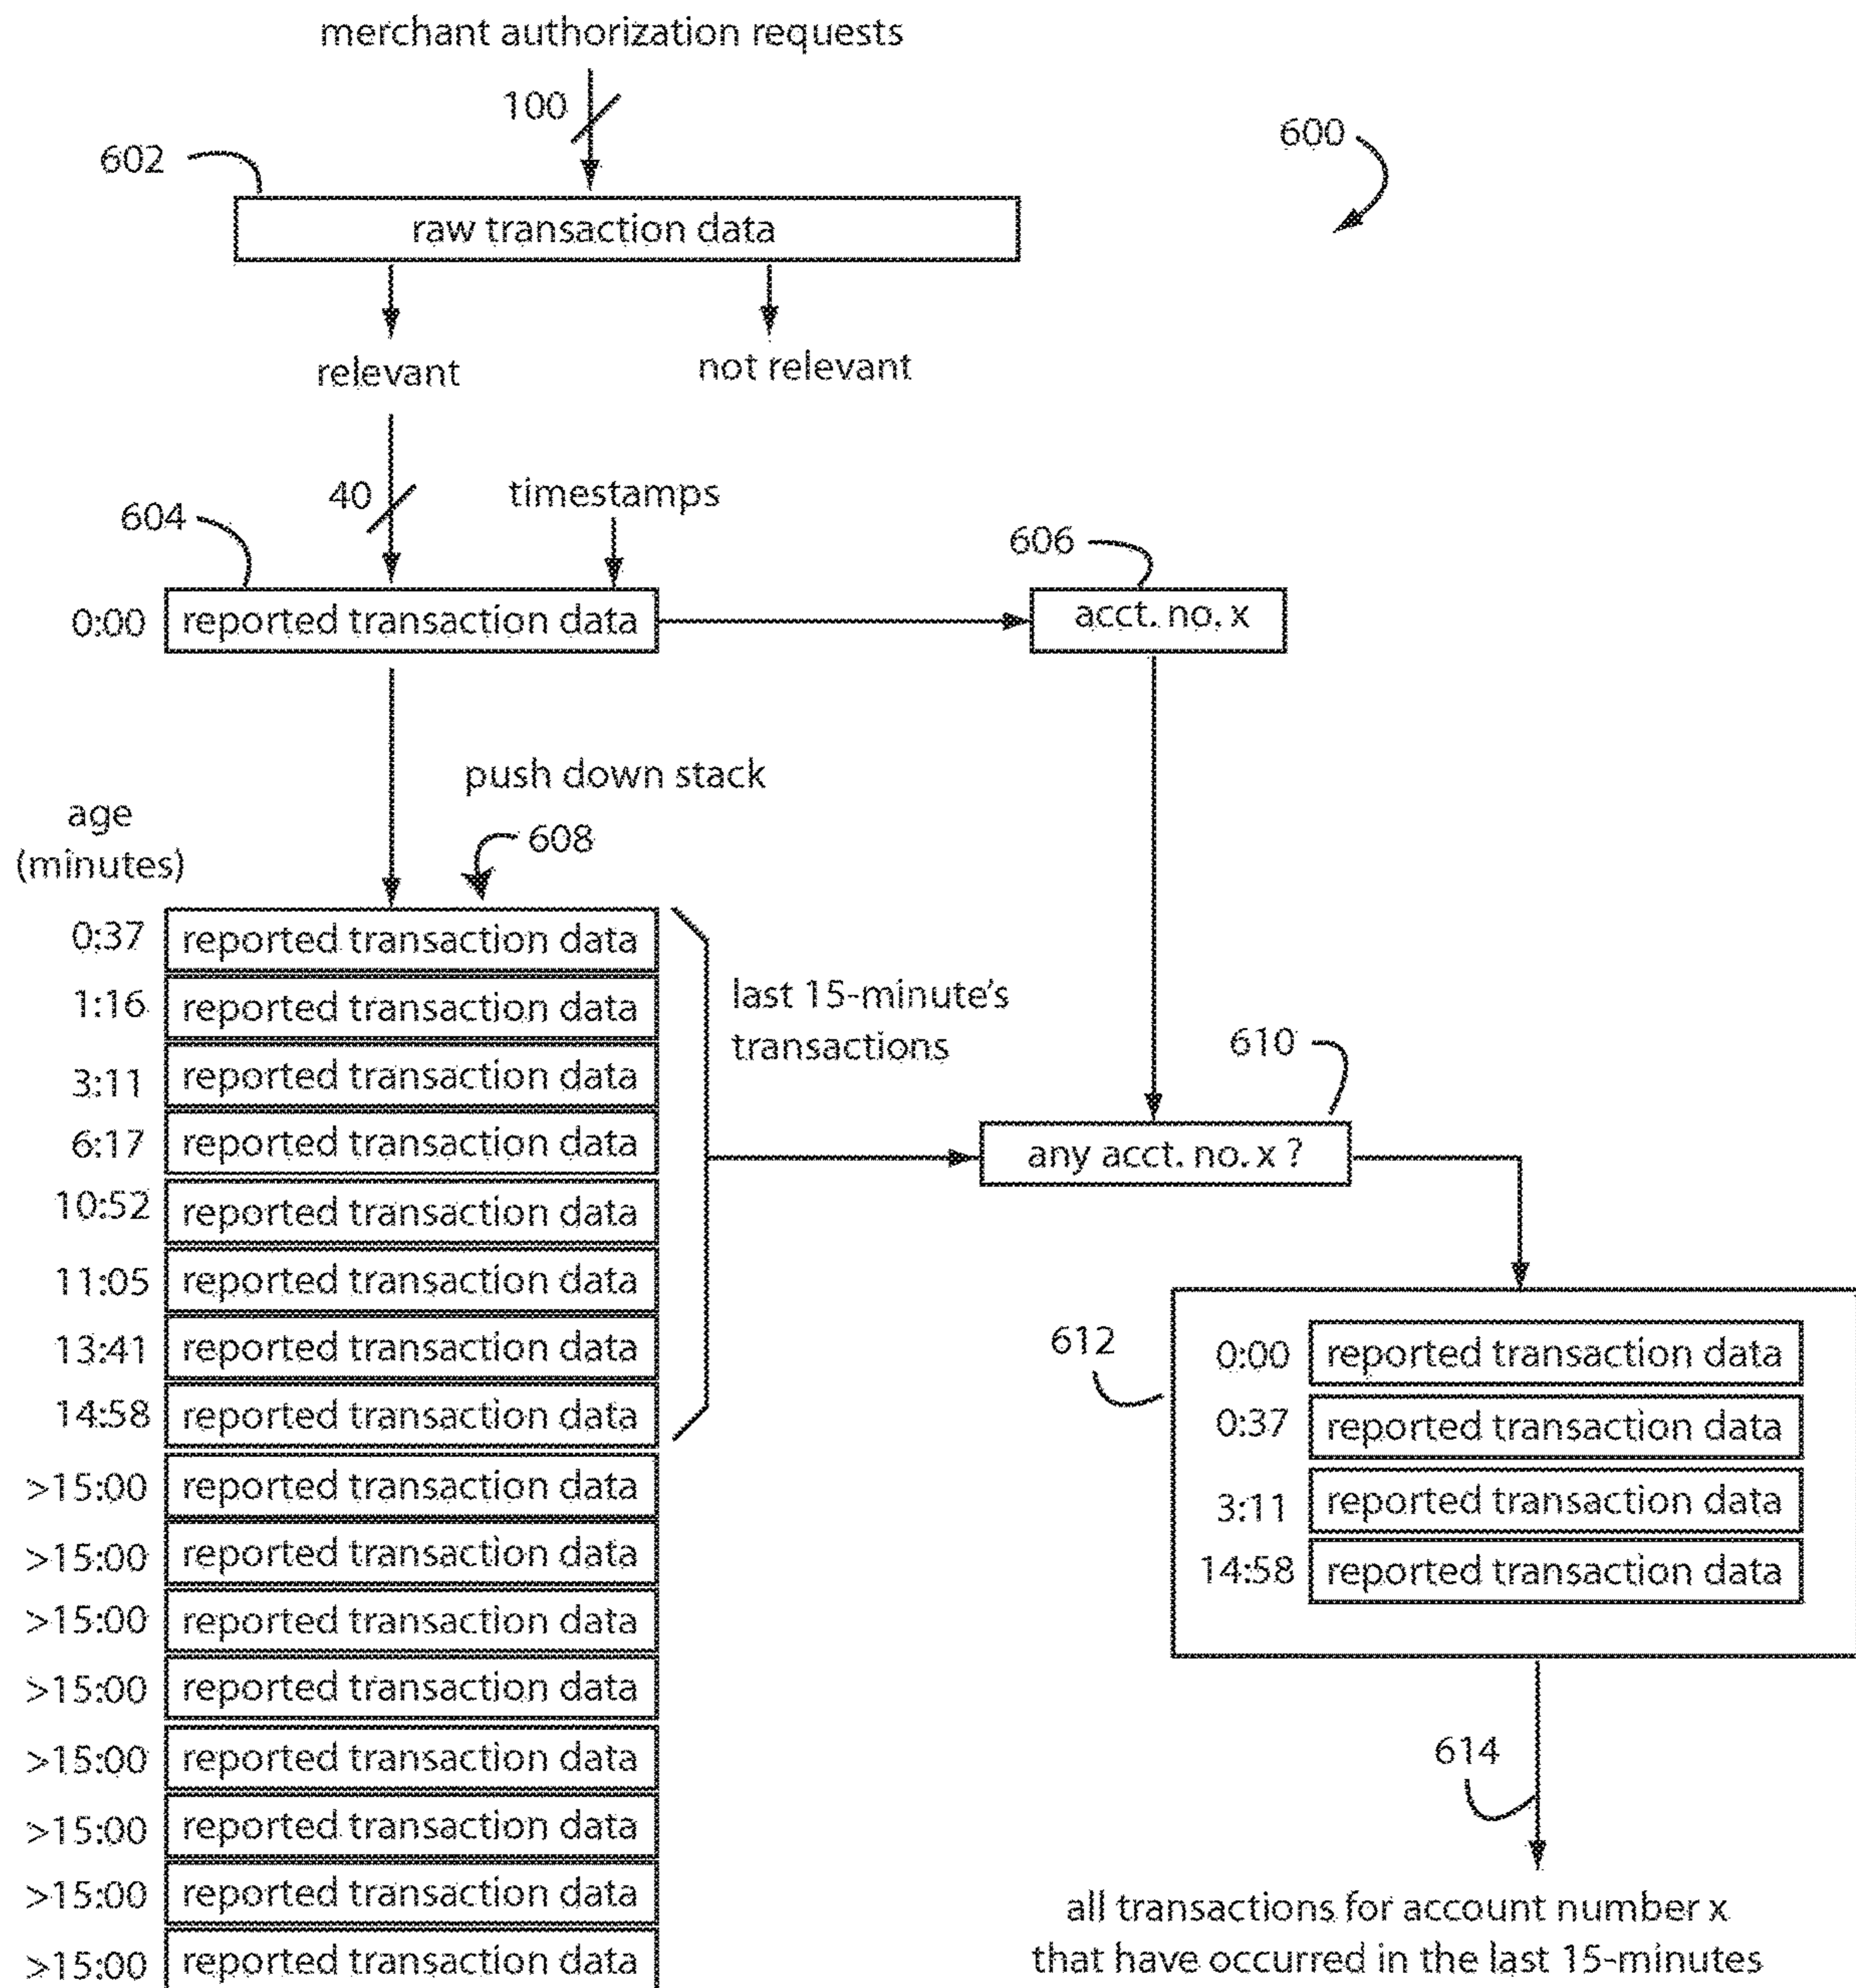 merchant authorization requests
100
600
602
raw transaction data
relevant
not relevant
40
timestamps
604
606
0:00
reported transaction data
acct. no. x
push down stack
608
age
(minutes)
0:37 reported transaction data
1:16 reported transaction data
3:11 reported transaction data
6:17 reported transaction data
10:52 reported transaction data
11:05 reported transaction data
13:41 reported transaction data
14:58 reported transaction data
>15:00 reported transaction data
>15:00 reported transaction data
>15:00 reported transaction data
>15:00 reported transaction data
>15:00 reported transaction data
>15:00 reported transaction data
>15:00 reported transaction data
>15:00 reported transaction data
last 15-minute's
transactions
610
any acct. no. x ?
612
0:00 reported transaction data
0:37 reported transaction data
3:11 reported transaction data
14:58 reported transaction data
614
all transactions for account number x
that have occurred in the last 15-minutes